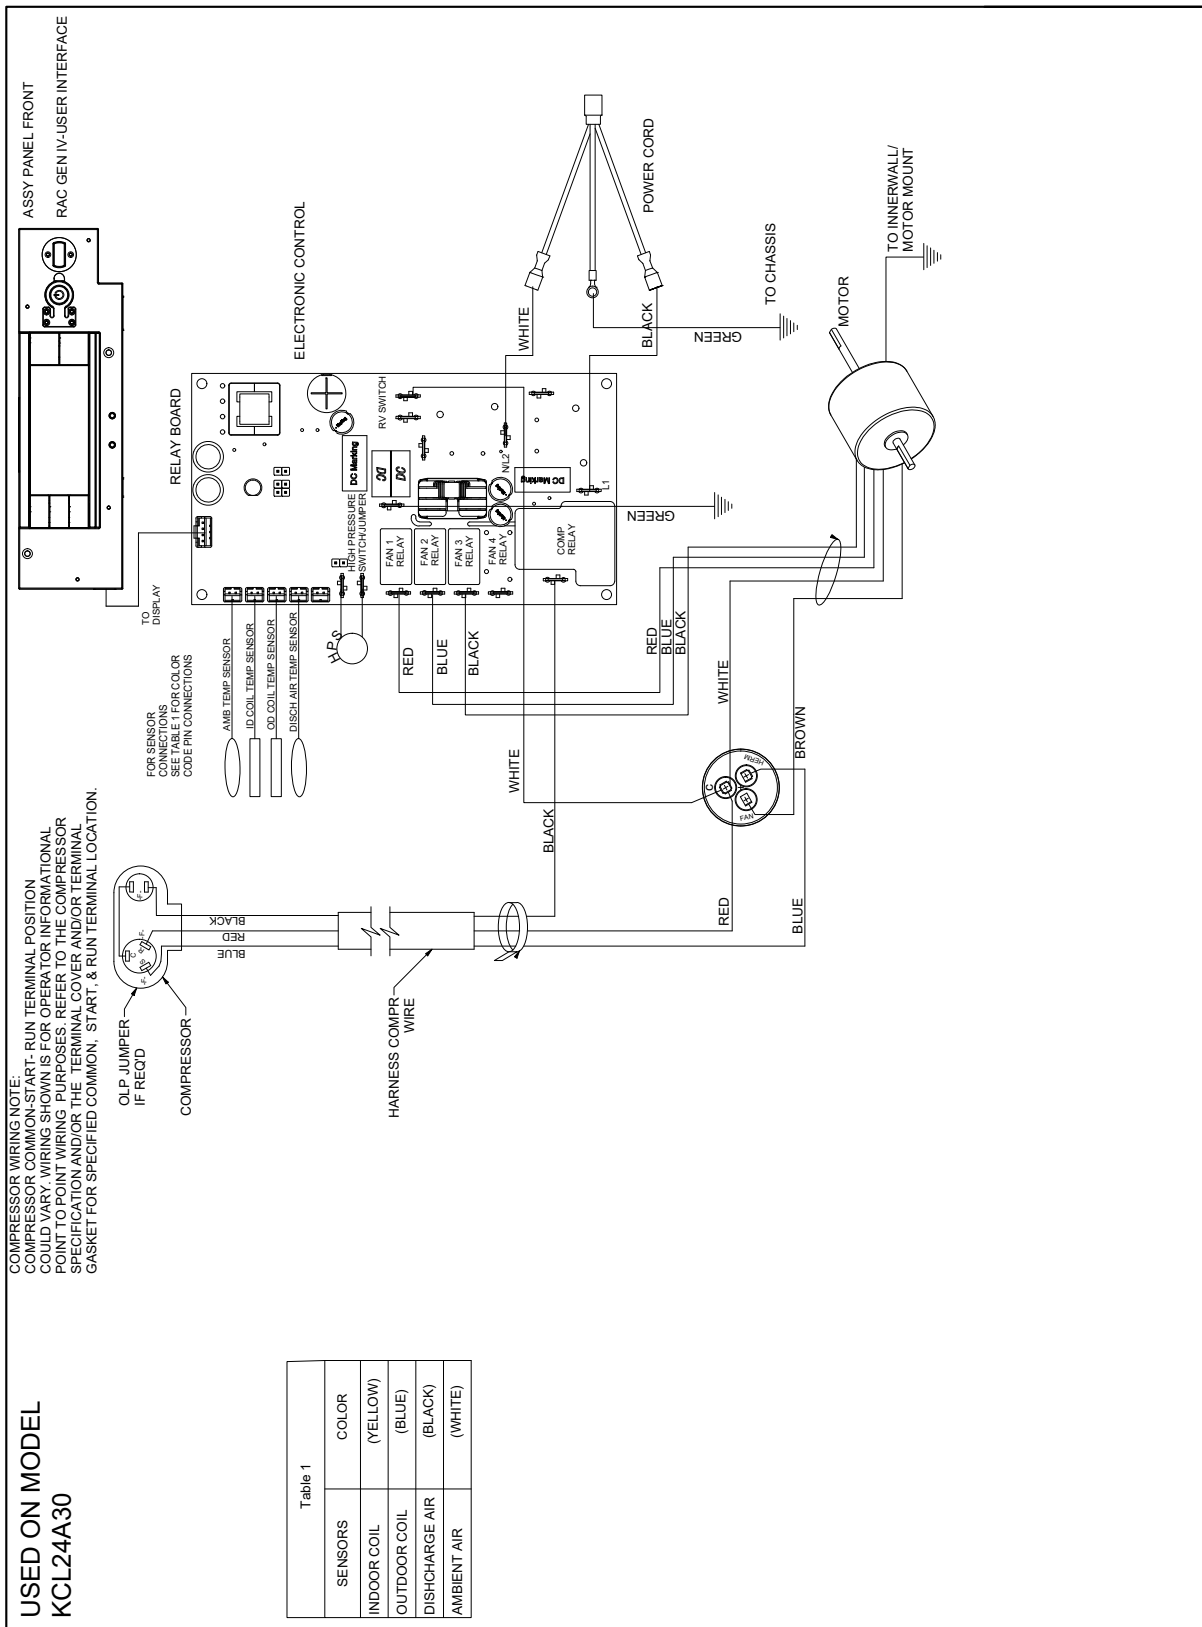 USED ON MODEL
KCL24A30
COMPRESSOR WIRING NOTE:
COMPRESSOR COMMON-START- RUN TERMINAL POSITION
COULD VARY. WIRING SHOWN IS FOR OPERATOR INFORMATIONAL
POINT TO POINT WIRING PURPOSES. REFER TO THE COMPRESSOR
SPECIFICATION AND/OR THE TERMINAL COVER AND/OR TERMINAL
GASKET FOR SPECIFIED COMMON, START, & RUN TERMINAL LOCATION.
ASSY PANEL FRONT
RAC GEN IV-USER INTERFACE
TO
DISPLAY
RELAY BOARD
ELECTRONIC CONTROL
FOR SENSOR
CONNECTIONS
SEE TABLE 1 FOR COLOR
CODE PIN CONNECTIONS
AMB TEMP SENSOR
ID COIL TEMP SENSOR
OD COIL TEMP SENSOR
DISCH AIR TEMP SENSOR
HPS
HIGH PRESSURE
SWITCH/JUMPER
DC Marking
DC
DC
RV SWITCH
FAN 1
RELAY
FAN 2
RELAY
FAN 3
RELAY
FAN 4
RELAY
N/L2
DC Marking
L1
COMP
RELAY
OLP JUMPER
IF REQ'D
COMPRESSOR
C
R
S
-F-
-F-
-F-
BLACK
RED
BLUE
HARNESS COMPR
WIRE
RED
BLUE
BLACK
WHITE
BLACK
WHITE
BLACK
GREEN
GREEN
POWER CORD
TO CHASSIS
RED
BLUE
BLACK
WHITE
BROWN
RED
BLUE
C
HERM
FAN
MOTOR
TO INNERWALL/
MOTOR MOUNT
Table 1
SENSORS COLOR
INDOOR COIL (YELLOW)
OUTDOOR COIL (BLUE)
DISHCHARGE AIR (BLACK)
AMBIENT AIR (WHITE)